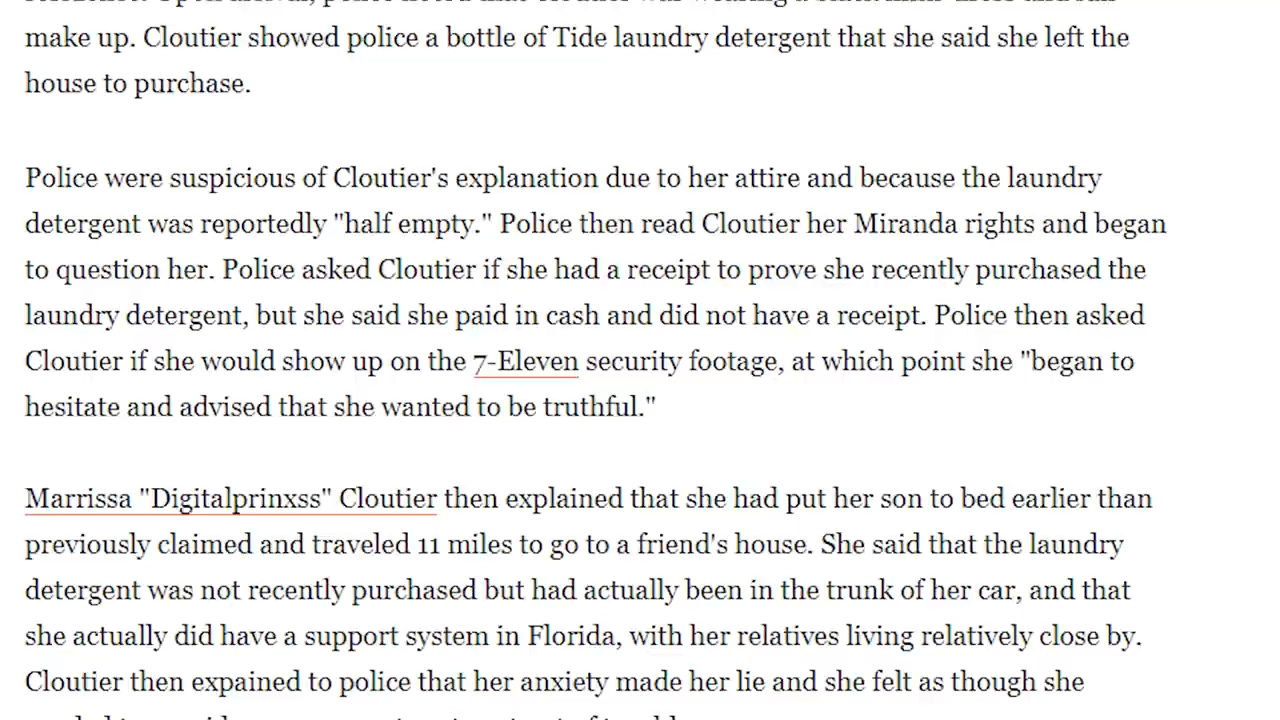 make up. Cloutier showed police a bottle of Tide laundry detergent that she said she left the
house to purchase.
Police were suspicious of Cloutier's explanation due to her attire and because the laundry
detergent was reportedly "half empty." Police then read Cloutier her Miranda rights and began
to question her. Police asked Cloutier if she had a receipt to prove she recently purchased the
laundry detergent, but she said she paid in cash and did not have a receipt. Police then asked
Cloutier if she would show up on the 7-Eleven security footage, at which point she "began to
hesitate and advised that she wanted to be truthful."
Marrissa "Digitalprinxss" Cloutier then explained that she had put her son to bed earlier than
previously claimed and traveled 11 miles to go to a friend's house. She said that the laundry
detergent was not recently purchased but had actually been in the trunk of her car, and that
she actually did have a support system in Florida, with her relatives living relatively close by.
Cloutier then expained to police that her anxiety made her lie and she felt as though she